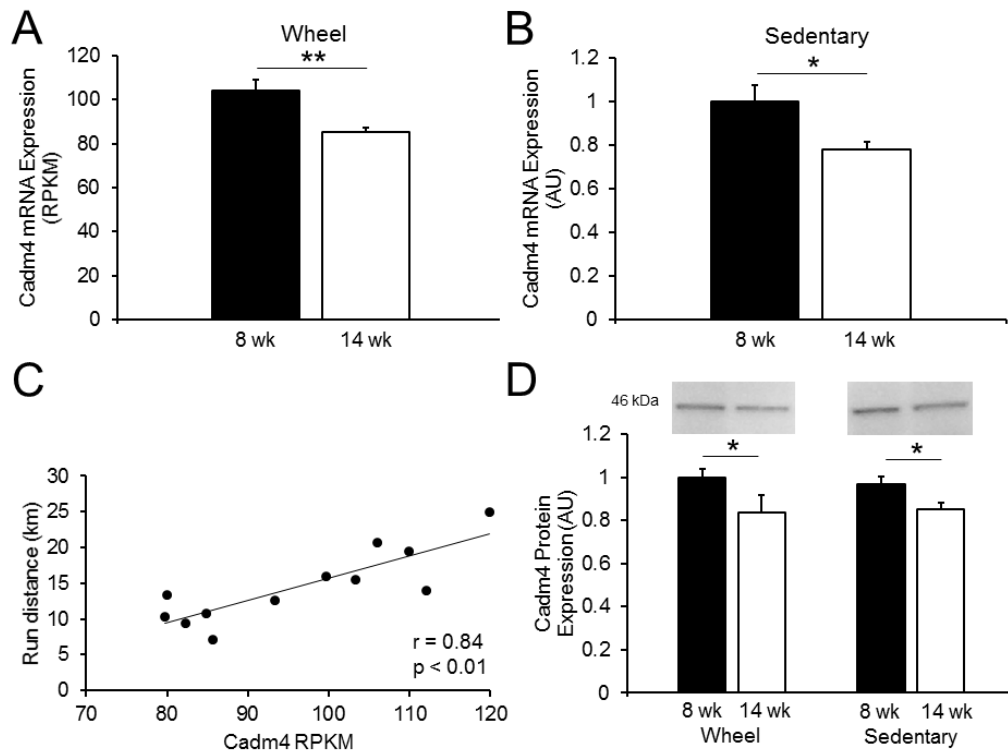 A
Wheel
**
Cadm4 mRNA Expression
(RPKM)
120
100
80
60
40
20
0
8 wk
14 wk
B
Sedentary
*
Cadm4 mRNA Expression
(AU)
1.2
1
0.8
0.6
0.4
0.2
0
8 wk
14 wk
C
Run distance (km)
30
25
20
15
10
5
0
r = 0.84
p < 0.01
70
80
90
100
110
120
Cadm4 RPKM
D
46 kDa
*
*
Cadm4 Protein
Expression (AU)
1.2
1
0.8
0.6
0.4
0.2
0
8 wk 14 wk
8 wk 14 wk
Wheel
Sedentary